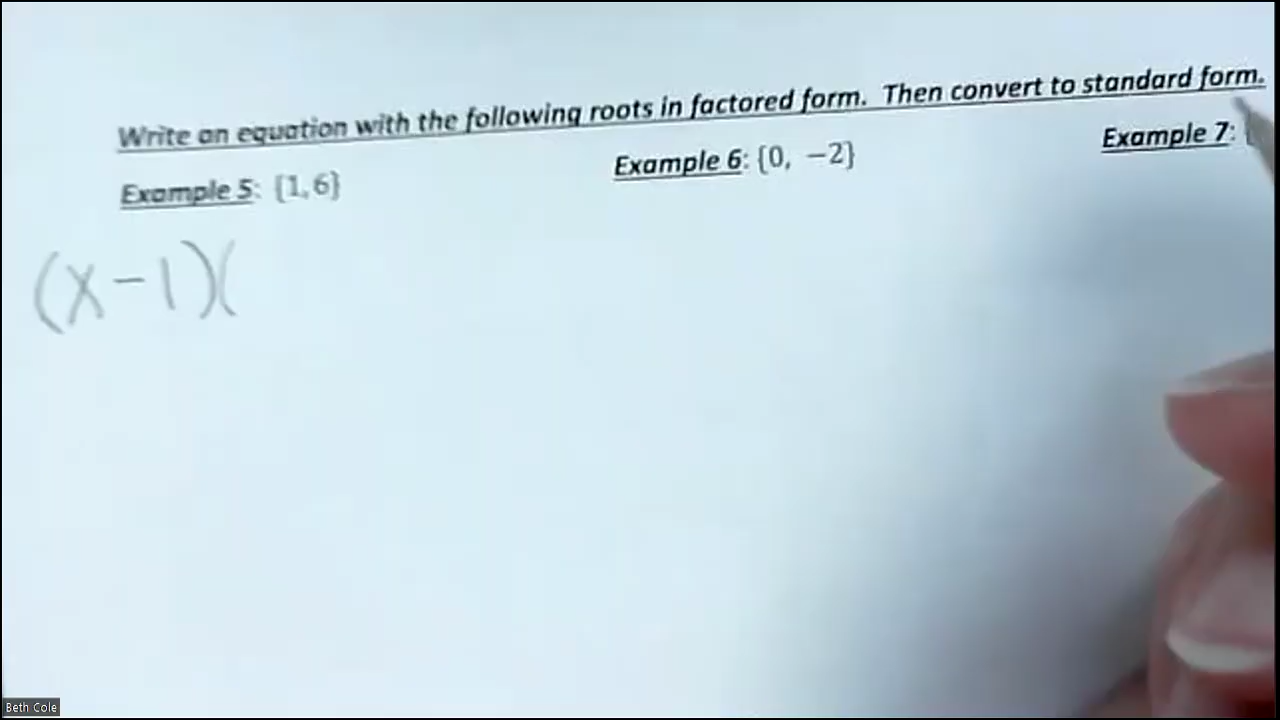 Write an equation with the following roots in factored form. Then convert to standard form.
Example 5: {1, 6}
Example 6: {0, −2}
Example 7: {
(x − 1)(
Beth Cole